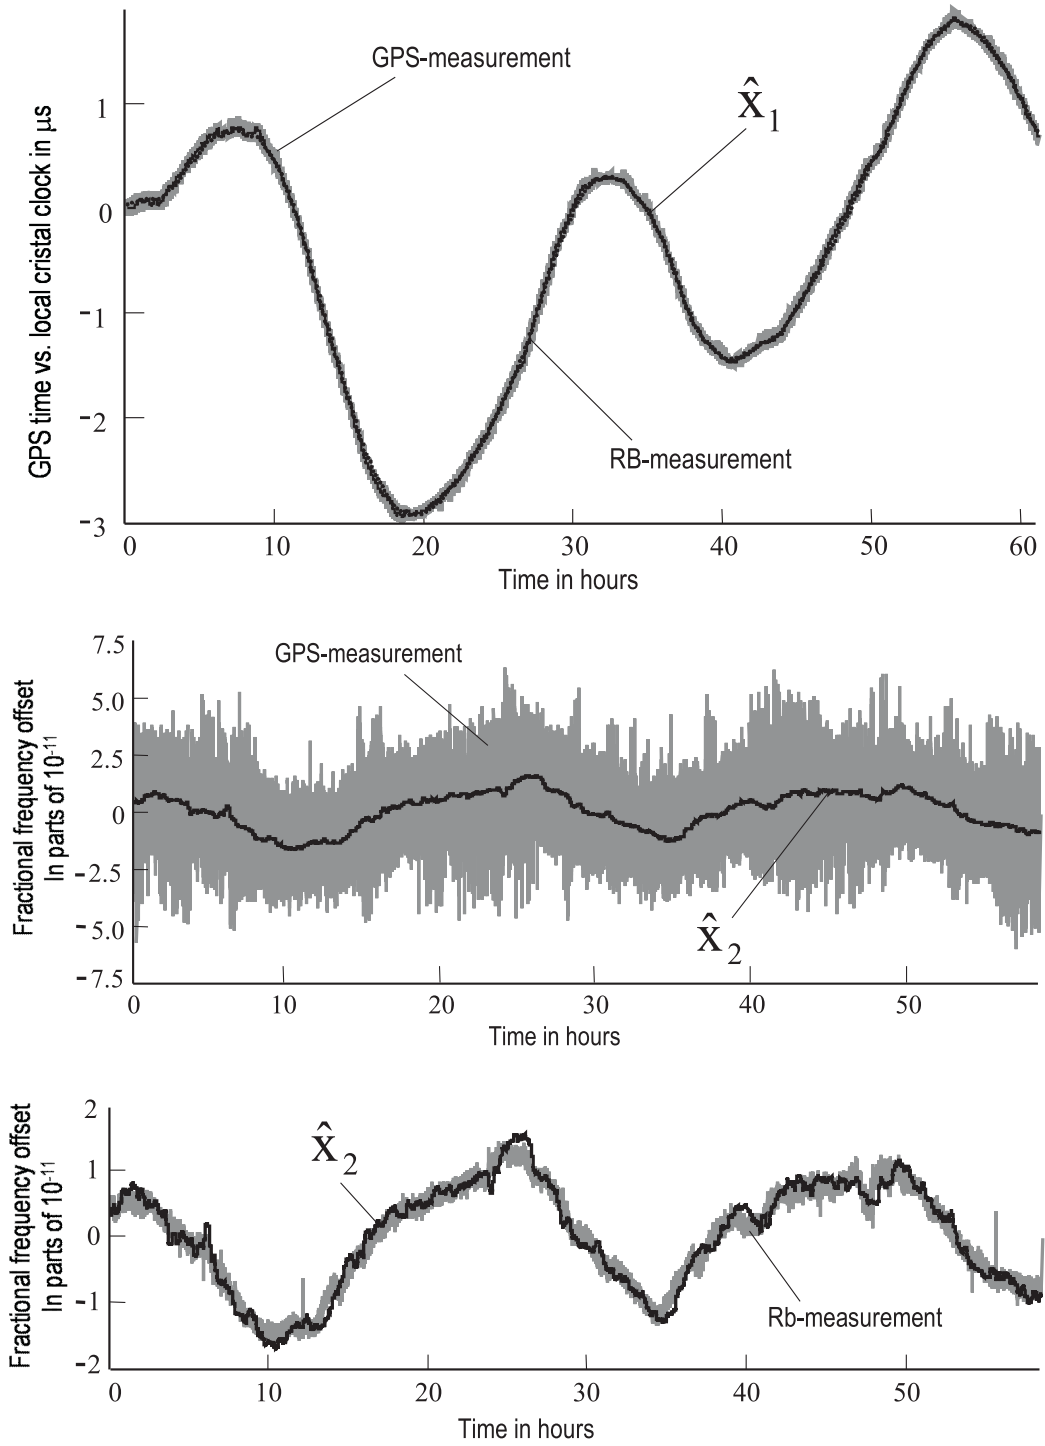 GPS-measurement
x̂1
1
0
−1
−2
−3
GPS time vs. local cristal clock in µs
RB-measurement
0 10 20 30 40 50 60
Time in hours
7.5
5.0
2.5
0
−2.5
−5.0
−7.5
Fractional frequency offset
In parts of 10-11
GPS-measurement
x̂2
0 10 20 30 40 50
Time in hours
2
1
0
−1
−2
Fractional frequency offset
In parts of 10-11
x̂2
Rb-measurement
0 10 20 30 40 50
Time in hours